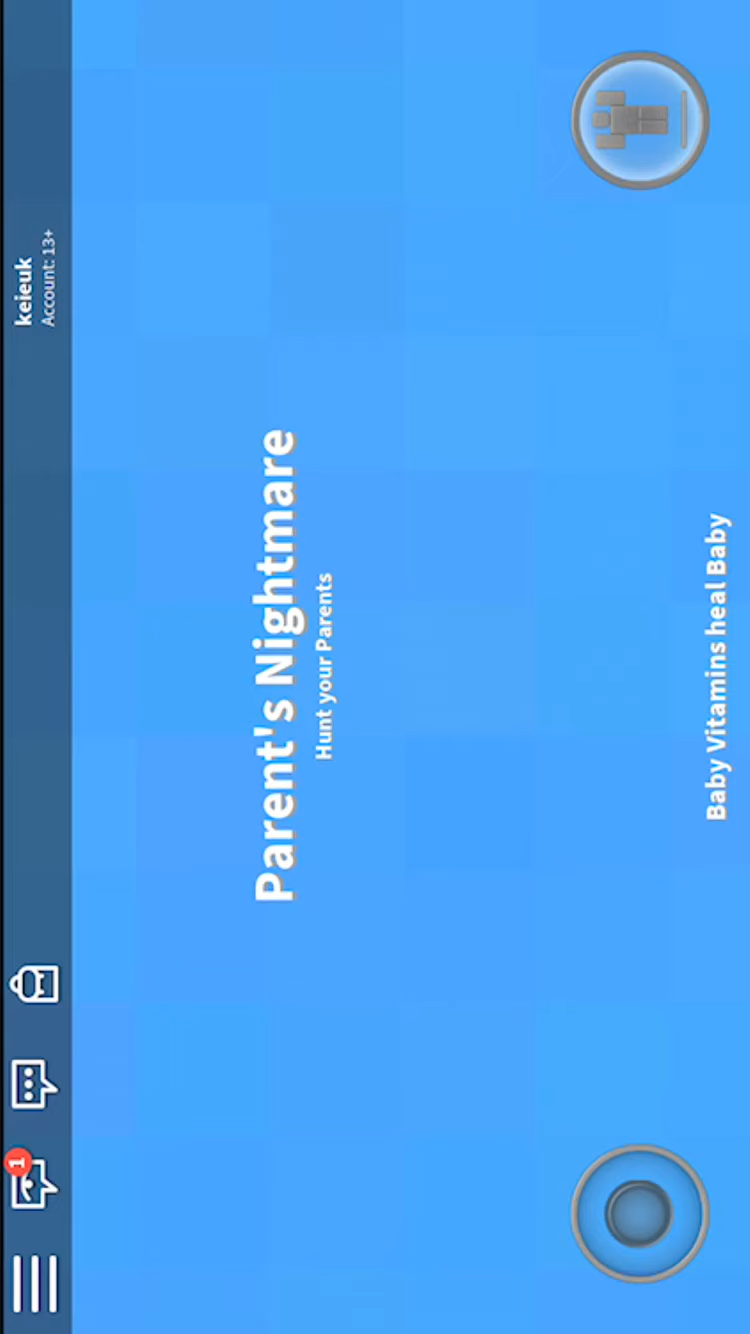 keieuk
Account: 13+
1
Parent's Nightmare
Hunt your Parents
Baby Vitamins heal Baby